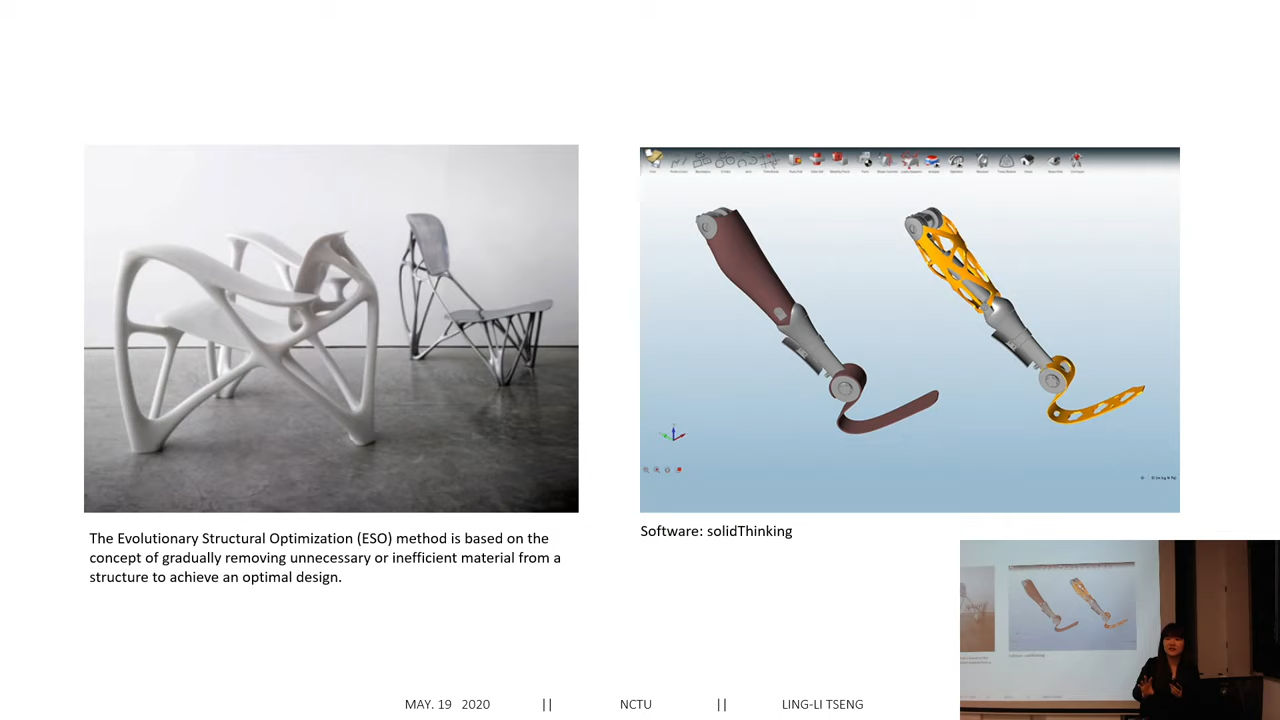 The Evolutionary Structural Optimization (ESO) method is based on the
concept of gradually removing unnecessary or inefficient material from a
structure to achieve an optimal design.
Software: solidThinking
MAY. 19 2020 || NCTU || LING-LI TSENG